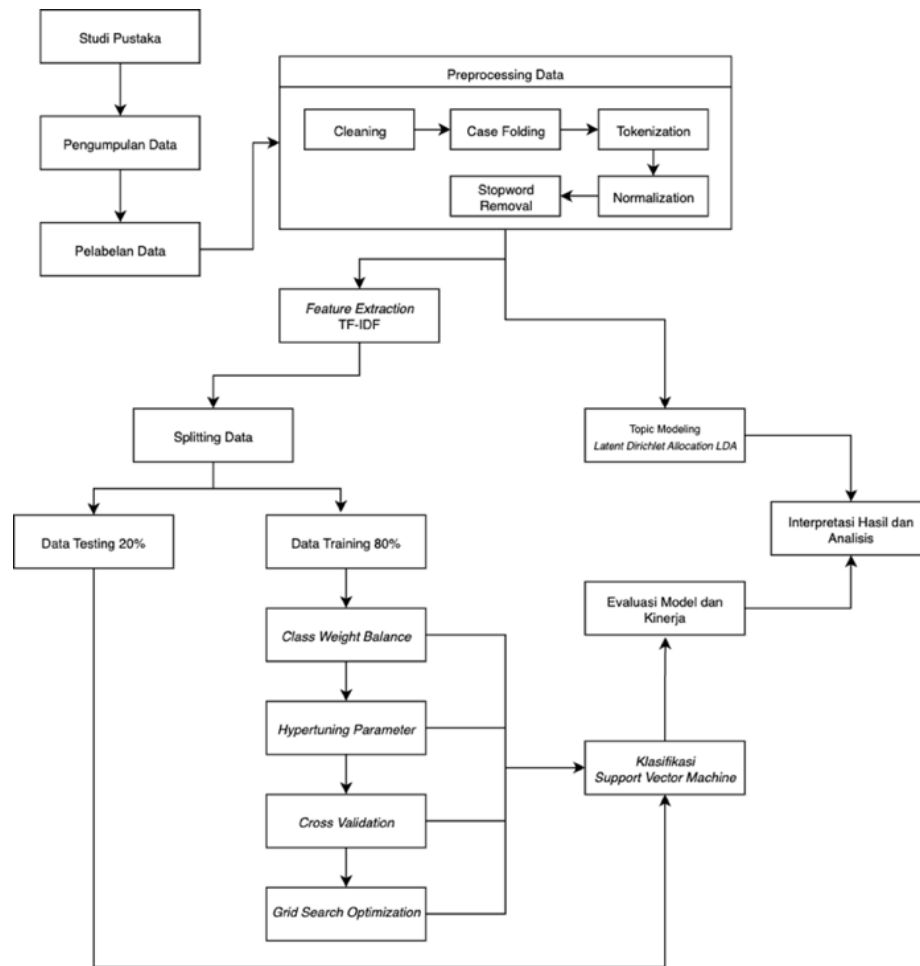 Studi Pustaka
Pengumpulan Data
Pelabelan Data
Preprocessing Data
Cleaning
Case Folding
Tokenization
Normalization
Stopword
Removal
Feature Extraction
TF-IDF
Splitting Data
Data Testing 20%
Data Training 80%
Class Weight Balance
Hypertuning Parameter
Cross Validation
Grid Search Optimization
Klasifikasi
Support Vector Machine
Evaluasi Model dan
Kinerja
Topic Modeling
Latent Dirichlet Allocation LDA
Interpretasi Hasil dan
Analisis